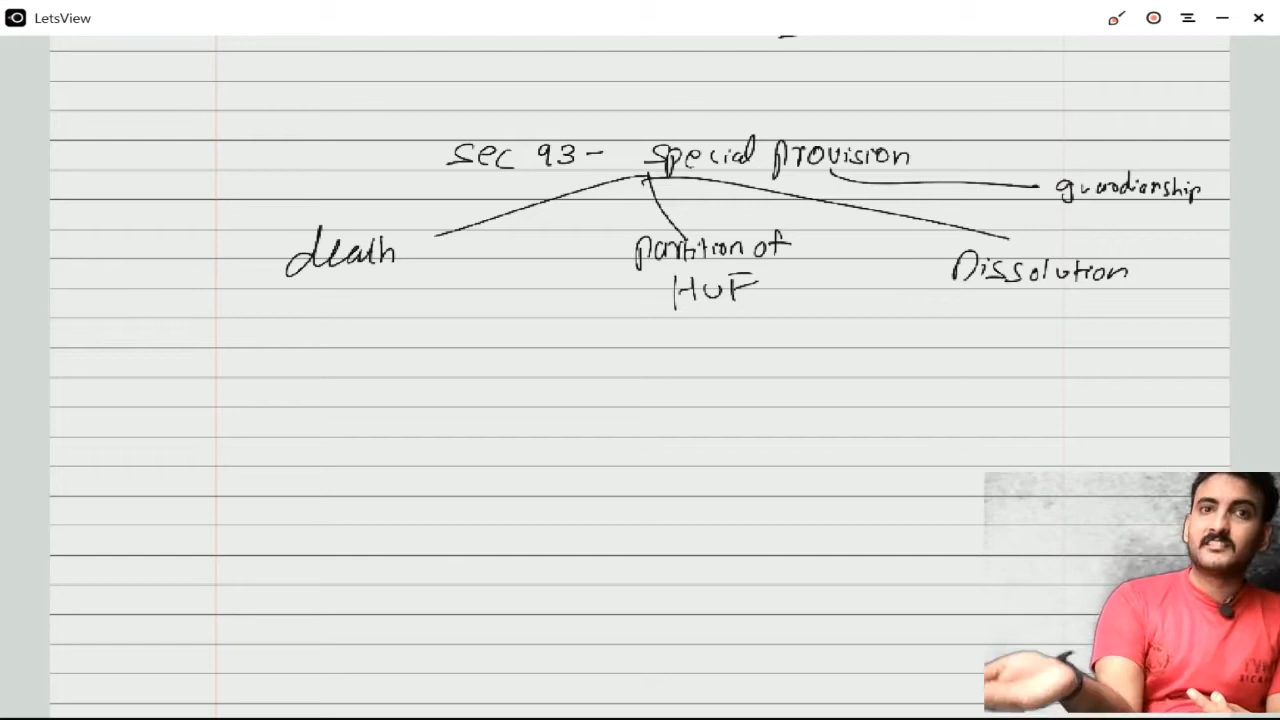 LetsView
Sec 93 - Special provision
guardianship
death
partition of
HUF
Dissolution